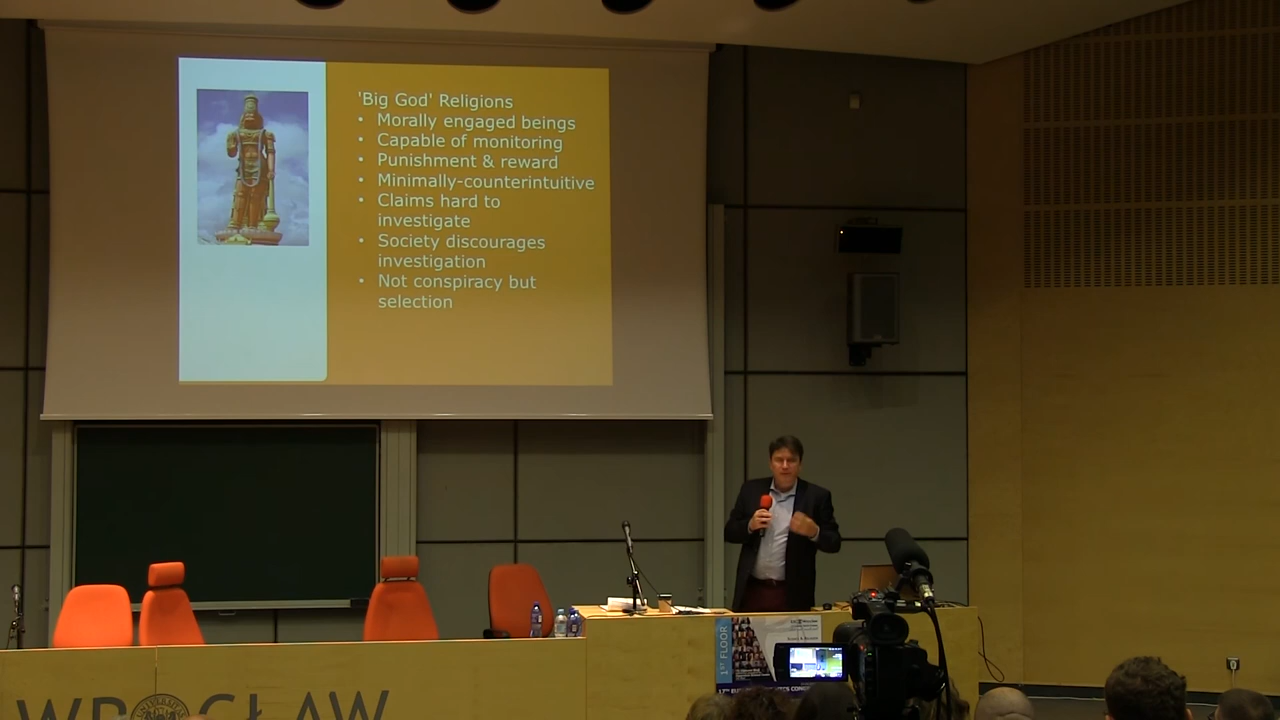 'Big God' Religions
• Morally engaged beings
• Capable of monitoring
• Punishment & reward
• Minimally-counterintuitive
• Claims hard to
investigate
• Society discourages
investigation
• Not conspiracy but
selection
1ST FLOOR
WROCŁAW